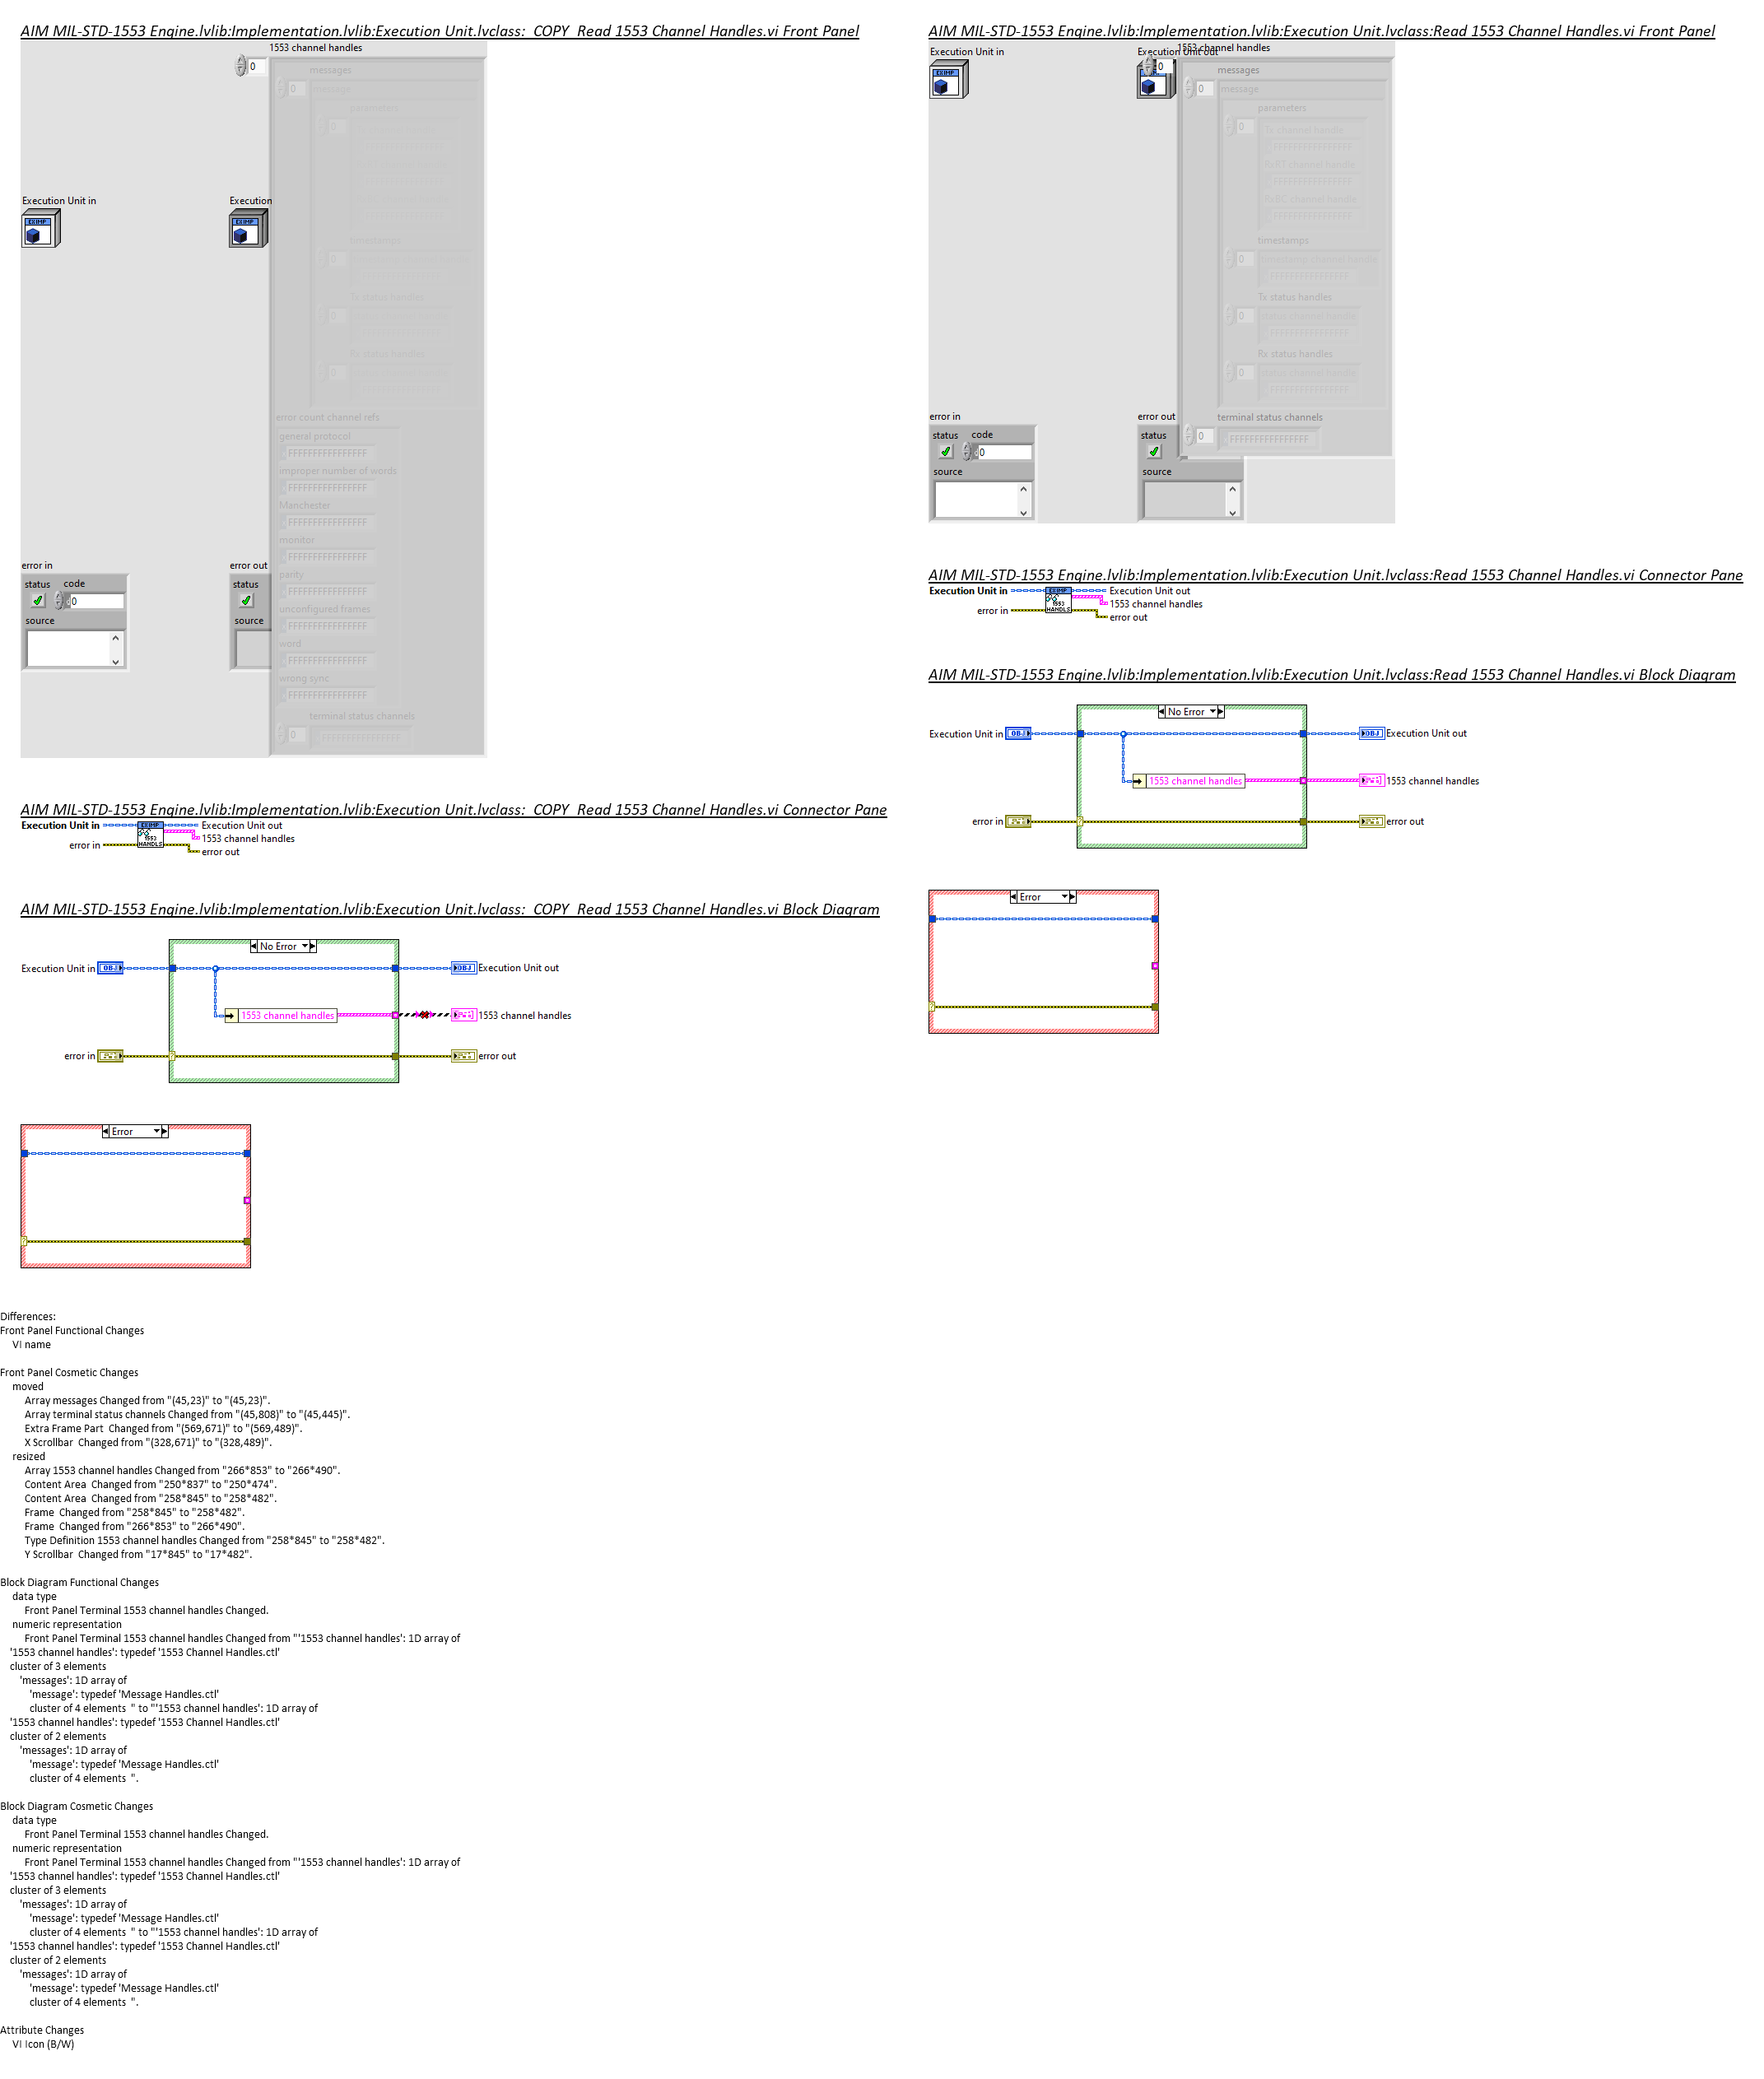 AIM MIL-STD-1553 Engine.lvlib:Implementation.lvlib:Execution Unit.lvclass:  COPY  Read 1553 Channel Handles.vi Front Panel
1553 channel handles
0
messages
0
message
parameters
0
Execution Unit in
Execution
EXIMP
EXIMP
timestamps
0
Tx status handles
0
Rx status handles
0
error count channel refs
general protocol
FFFFFFFFFFFFFFFF
improper number of words
FFFFFFFFFFFFFFFF
Manchester
FFFFFFFFFFFFFFFF
monitor
FFFFFFFFFFFFFFFF
error in
error out
parity
status
code
status
FFFFFFFFFFFFFFFF
0
unconfigured frames
source
source
FFFFFFFFFFFFFFFF
word
FFFFFFFFFFFFFFFF
wrong sync
FFFFFFFFFFFFFFFF
terminal status channels
0
FFFFFFFFFFFFFFFF
AIM MIL-STD-1553 Engine.lvlib:Implementation.lvlib:Execution Unit.lvclass:  COPY  Read 1553 Channel Handles.vi Connector Pane
Execution Unit in
EXIMP
Execution Unit out
1553
1553 channel handles
error in
HANDLS
error out
AIM MIL-STD-1553 Engine.lvlib:Implementation.lvlib:Execution Unit.lvclass:  COPY  Read 1553 Channel Handles.vi Block Diagram
No Error
Execution Unit in
OBJ
OBJ
Execution Unit out
1553 channel handles
1553 channel handles
error in
?
error out
Error
?
AIM MIL-STD-1553 Engine.lvlib:Implementation.lvlib:Execution Unit.lvclass:Read 1553 Channel Handles.vi Front Panel
Execution Unit in
Execution Unit out
1553 channel handles
EXIMP
0
messages
0
message
parameters
0
Tx channel handle
FFFFFFFFFFFFFFFF
RxRT channel handle
FFFFFFFFFFFFFFFF
RxBC channel handle
FFFFFFFFFFFFFFFF
timestamps
0
timestamp channel handle
FFFFFFFFFFFFFFFF
Tx status handles
0
status channel handle
FFFFFFFFFFFFFFFF
Rx status handles
0
status channel handle
FFFFFFFFFFFFFFFF
error in
error out
terminal status channels
status
code
status
0
FFFFFFFFFFFFFFFF
0
source
source
AIM MIL-STD-1553 Engine.lvlib:Implementation.lvlib:Execution Unit.lvclass:Read 1553 Channel Handles.vi Connector Pane
Execution Unit in
EXIMP
Execution Unit out
1553
1553 channel handles
error in
HANDLS
error out
AIM MIL-STD-1553 Engine.lvlib:Implementation.lvlib:Execution Unit.lvclass:Read 1553 Channel Handles.vi Block Diagram
No Error
Execution Unit in
OBJ
OBJ
Execution Unit out
1553 channel handles
1553 channel handles
error in
?
error out
Error
?
Differences:
Front Panel Functional Changes
VI name
Front Panel Cosmetic Changes
moved
Array messages Changed from "(45,23)" to "(45,23)".
Array terminal status channels Changed from "(45,808)" to "(45,445)".
Extra Frame Part  Changed from "(569,671)" to "(569,489)".
X Scrollbar  Changed from "(328,671)" to "(328,489)".
resized
Array 1553 channel handles Changed from "266*853" to "266*490".
Content Area  Changed from "250*837" to "250*474".
Content Area  Changed from "258*845" to "258*482".
Frame  Changed from "258*845" to "258*482".
Frame  Changed from "266*853" to "266*490".
Type Definition 1553 channel handles Changed from "258*845" to "258*482".
Y Scrollbar  Changed from "17*845" to "17*482".
Block Diagram Functional Changes
data type
Front Panel Terminal 1553 channel handles Changed.
numeric representation
Front Panel Terminal 1553 channel handles Changed from "'1553 channel handles': 1D array of
'1553 channel handles': typedef '1553 Channel Handles.ctl'
cluster of 3 elements
'messages': 1D array of
'message': typedef 'Message Handles.ctl'
cluster of 4 elements  " to "'1553 channel handles': 1D array of
'1553 channel handles': typedef '1553 Channel Handles.ctl'
cluster of 2 elements
'messages': 1D array of
'message': typedef 'Message Handles.ctl'
cluster of 4 elements  ".
Block Diagram Cosmetic Changes
data type
Front Panel Terminal 1553 channel handles Changed.
numeric representation
Front Panel Terminal 1553 channel handles Changed from "'1553 channel handles': 1D array of
'1553 channel handles': typedef '1553 Channel Handles.ctl'
cluster of 3 elements
'messages': 1D array of
'message': typedef 'Message Handles.ctl'
cluster of 4 elements  " to "'1553 channel handles': 1D array of
'1553 channel handles': typedef '1553 Channel Handles.ctl'
cluster of 2 elements
'messages': 1D array of
'message': typedef 'Message Handles.ctl'
cluster of 4 elements  ".
Attribute Changes
VI Icon (B/W)